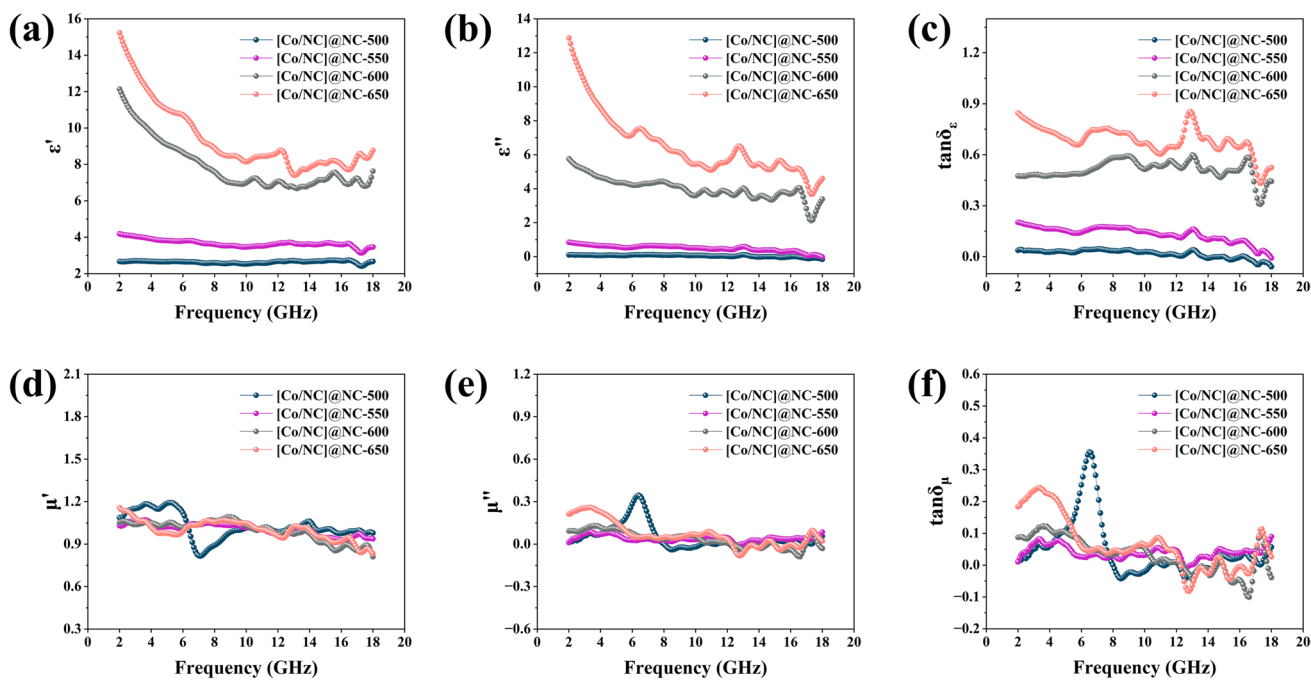 (a)
16
14
12
10
8
6
4
2
ε'
[Co/NC]@NC-500
[Co/NC]@NC-550
[Co/NC]@NC-600
[Co/NC]@NC-650
0 2 4 6 8 10 12 14 16 18 20
Frequency (GHz)
(b)
14
12
10
8
6
4
2
0
ε''
[Co/NC]@NC-500
[Co/NC]@NC-550
[Co/NC]@NC-600
[Co/NC]@NC-650
0 2 4 6 8 10 12 14 16 18 20
Frequency (GHz)
(c)
1.2
0.9
0.6
0.3
0.0
tanδε
[Co/NC]@NC-500
[Co/NC]@NC-550
[Co/NC]@NC-600
[Co/NC]@NC-650
0 2 4 6 8 10 12 14 16 18 20
Frequency (GHz)
(d)
2.1
1.8
1.5
1.2
0.9
0.6
0.3
μ'
[Co/NC]@NC-500
[Co/NC]@NC-550
[Co/NC]@NC-600
[Co/NC]@NC-650
0 2 4 6 8 10 12 14 16 18 20
Frequency (GHz)
(e)
1.2
0.9
0.6
0.3
0.0
−0.3
−0.6
μ''
[Co/NC]@NC-500
[Co/NC]@NC-550
[Co/NC]@NC-600
[Co/NC]@NC-650
0 2 4 6 8 10 12 14 16 18 20
Frequency (GHz)
(f)
0.6
0.5
0.4
0.3
0.2
0.1
0.0
−0.1
−0.2
tanδμ
[Co/NC]@NC-500
[Co/NC]@NC-550
[Co/NC]@NC-600
[Co/NC]@NC-650
0 2 4 6 8 10 12 14 16 18 20
Frequency (GHz)